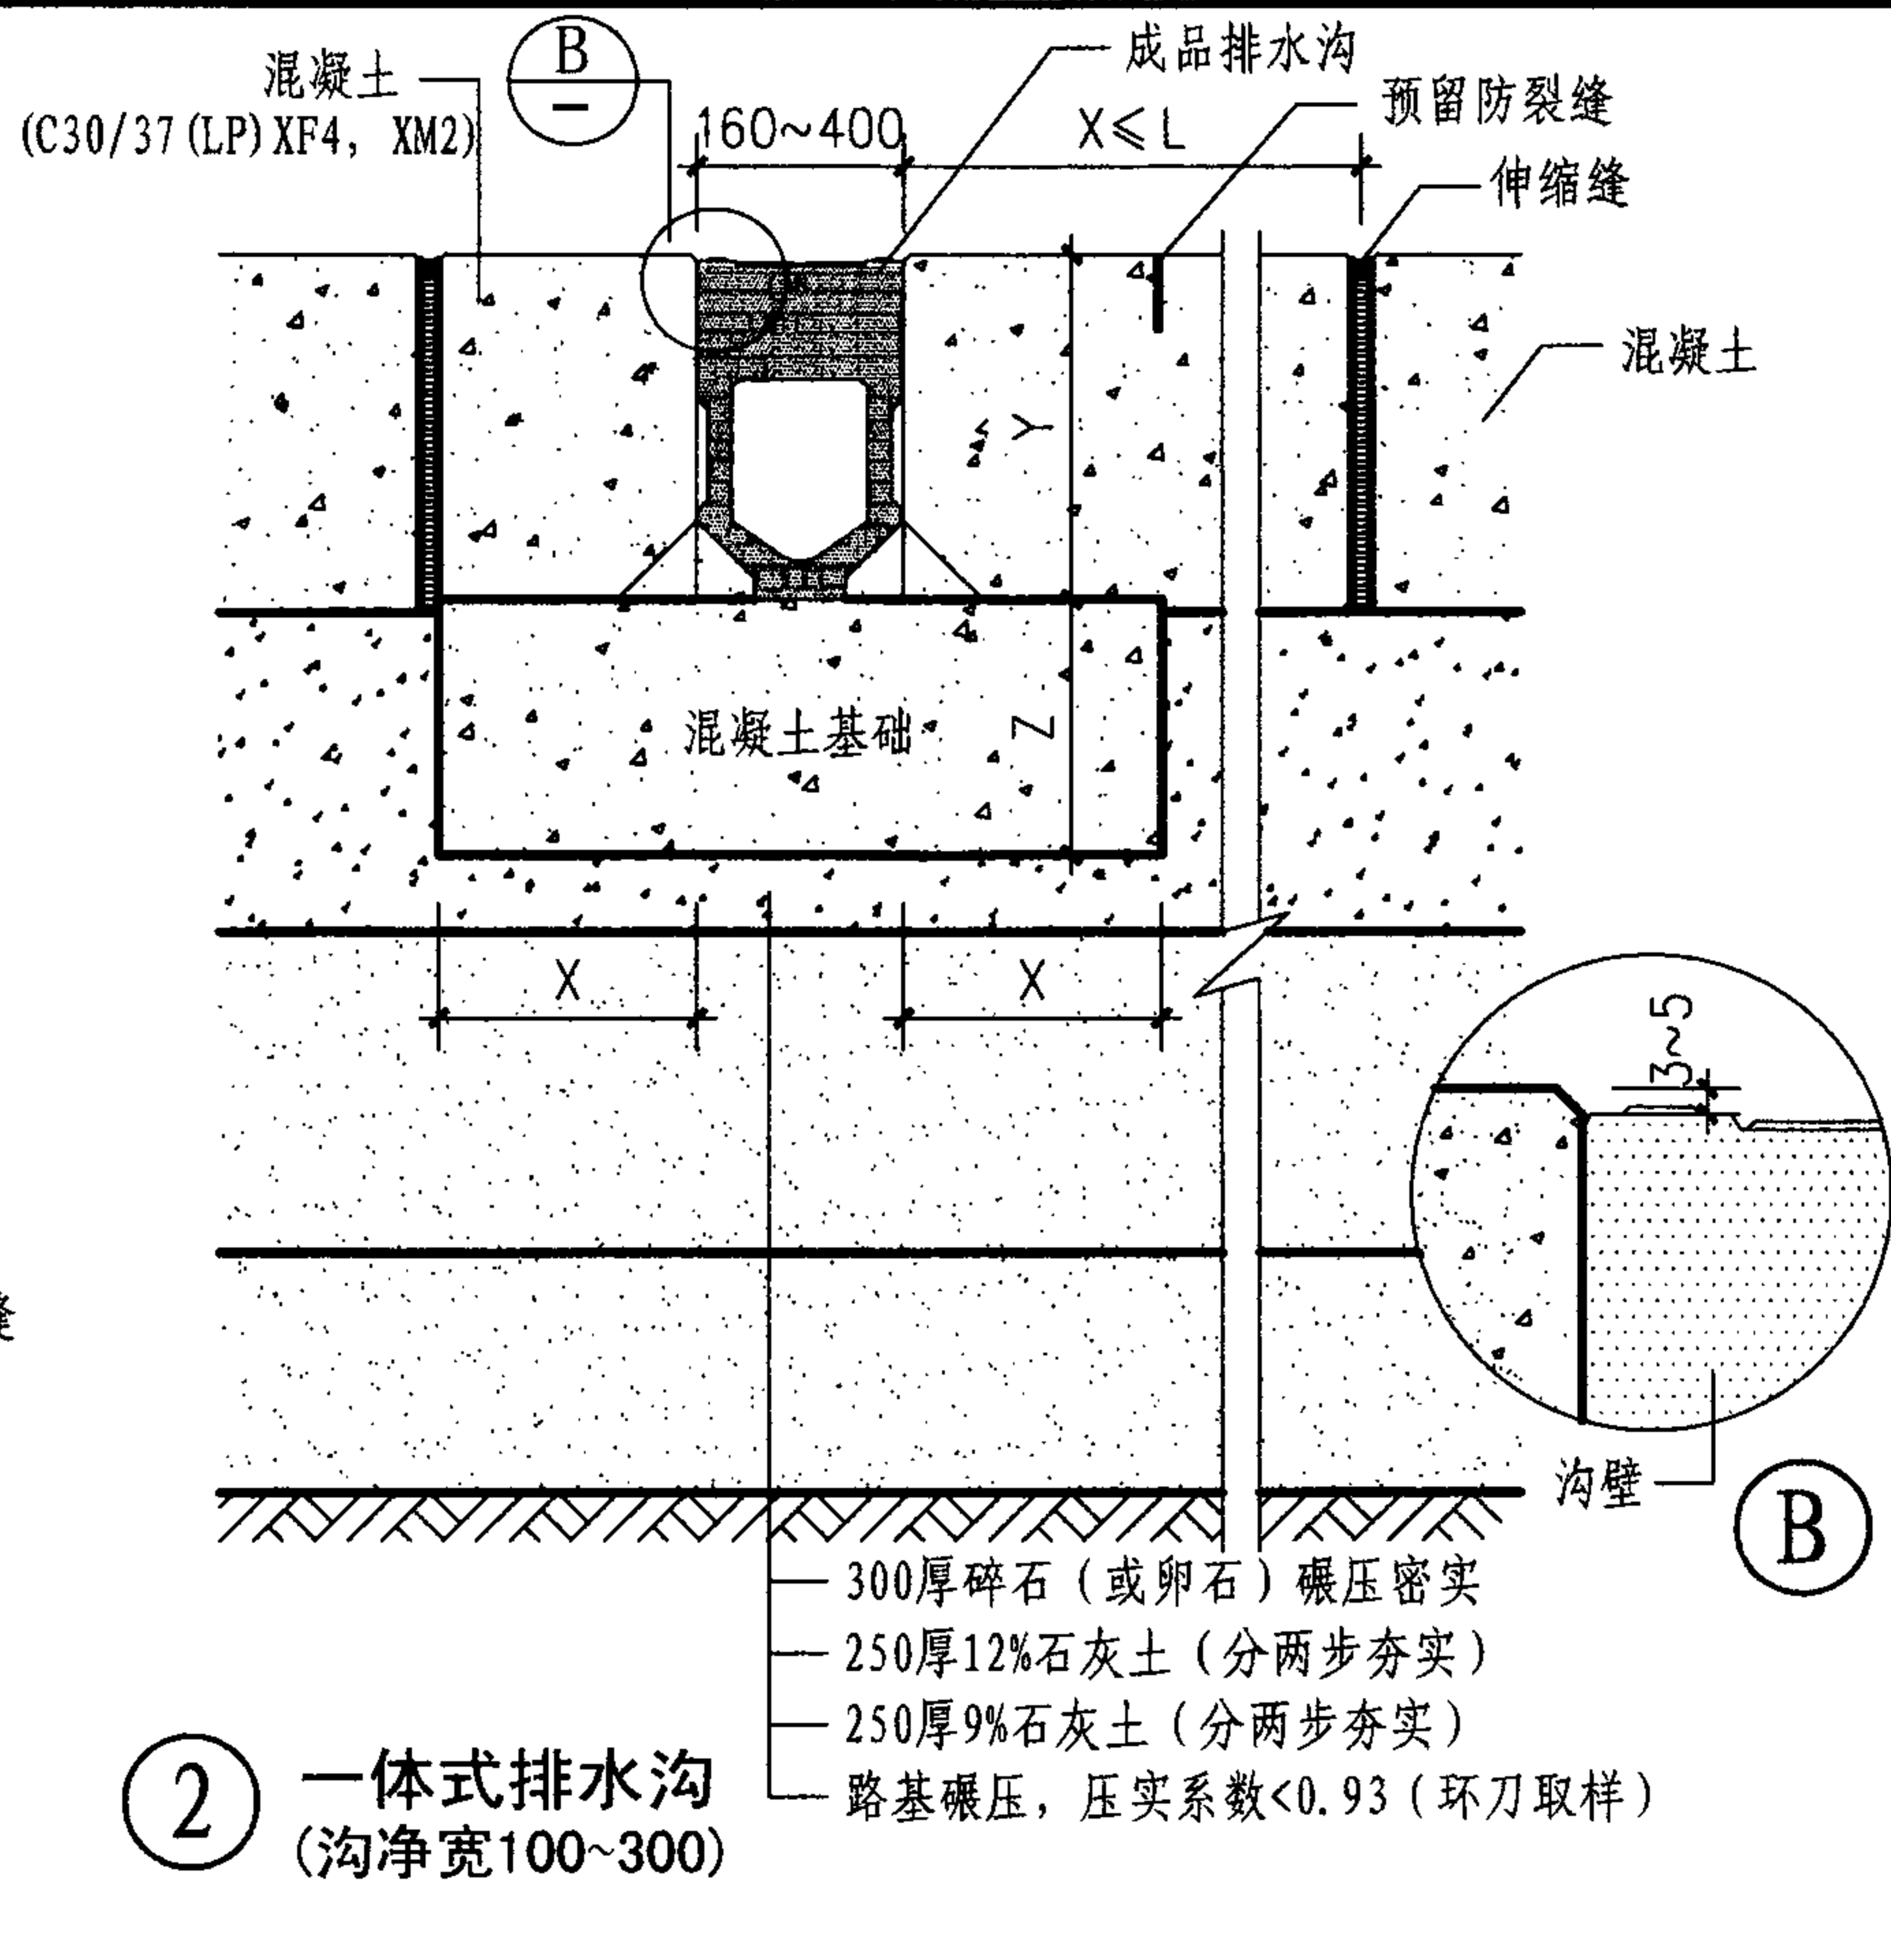 混凝土
(C30/37(LP)XF4, XM2)
B
—
成品排水沟
预留防裂缝
伸缩缝
160~400
X≤L
混凝土
Y
Z
混凝土基础
X
X
3~5
缝
沟壁
B
300厚碎石(或卵石)碾压密实
250厚12%石灰土(分两步夯实)
250厚9%石灰土(分两步夯实)
路基碾压, 压实系数<0.93(环刀取样)
2
一体式排水沟
(沟净宽100~300)